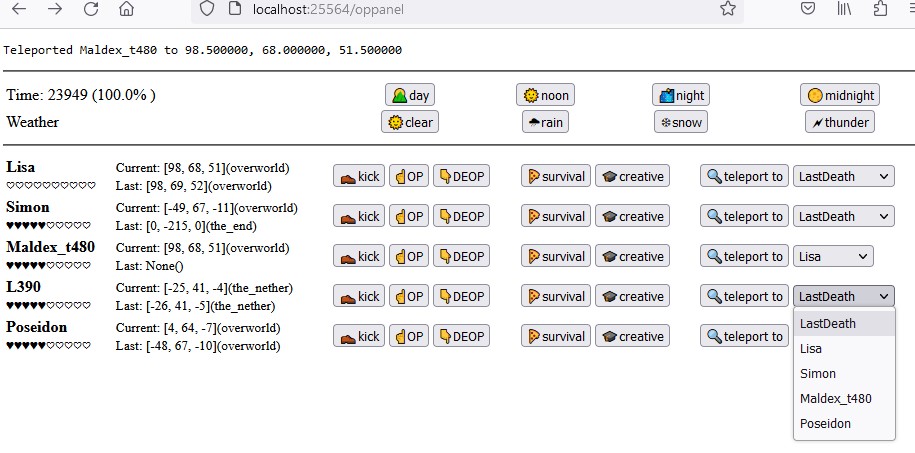 localhost:25564/oppanel
Teleported Maldex_t480 to 98.500000, 68.000000, 51.500000
Time: 23949 (100.0% ) day noon night midnight
Weather clear rain snow thunder
Lisa Current: [98, 68, 51](overworld) kick OP DEOP survival creative teleport to LastDeath
Last: [98, 69, 52](overworld)
Simon Current: [-49, 67, -11](overworld) kick OP DEOP survival creative teleport to LastDeath
Last: [0, -215, 0](the_end)
Maldex_t480 Current: [98, 68, 51](overworld) kick OP DEOP survival creative teleport to Lisa
Last: None()
L390 Current: [-25, 41, -4](the_nether) kick OP DEOP survival creative teleport to LastDeath
Last: [-26, 41, -5](the_nether)
Poseidon Current: [4, 64, -7](overworld) kick OP DEOP survival creative teleport to
Last: [-48, 67, -10](overworld)
LastDeath
Lisa
Simon
Maldex_t480
Poseidon